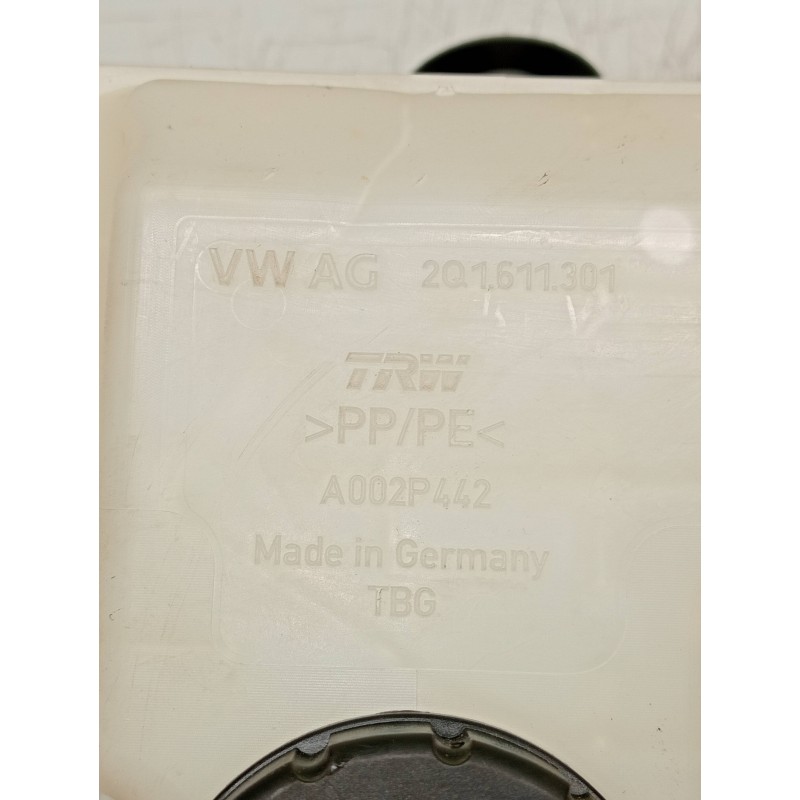 VW AG 2Q1.611.301
TRW
>PP/PE<
A002P442
Made in Germany
TBG